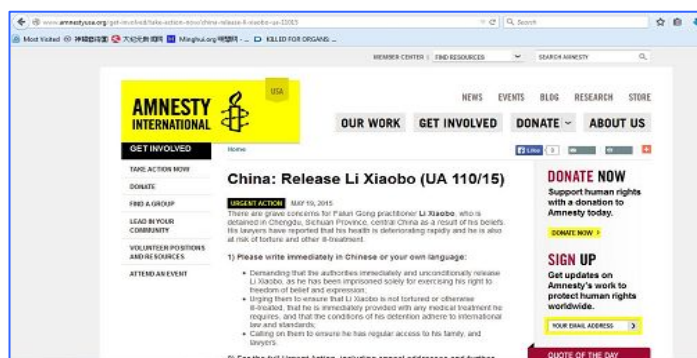 www.amnestyusa.org/get-involved/take-action-now/china-release-li-xiaobo-ua-11015
Search
Most Visited
Minghui.org
KILLED FOR ORGANS: ...
MEMBER CENTER | FIND RESOURCES
SEARCH AMNESTY
AMNESTY
INTERNATIONAL
USA
NEWS EVENTS BLOG RESEARCH STORE
OUR WORK GET INVOLVED DONATE ABOUT US
GET INVOLVED
TAKE ACTION NOW
DONATE
FIND A GROUP
LEAD IN YOUR
COMMUNITY
VOLUNTEER POSITIONS
AND RESOURCES
ATTEND AN EVENT
Home
Like
China: Release Li Xiaobo (UA 110/15)
URGENT ACTION MAY 19, 2015
There are grave concerns for Falun Gong practitioner Li Xiaobo, who is
detained in Chengdu, Sichuan Province, central China as a result of his beliefs.
His lawyers have reported that his health is deteriorating rapidly and he is also
at risk of torture and other ill-treatment.
1) Please write immediately in Chinese or your own language:
Demanding that the authorities immediately and unconditionally release
Li Xiaobo, as he has been imprisoned solely for exercising his right to
freedom of belief and expression;
Urging them to ensure that Li Xiaobo is not tortured or otherwise
ill-treated, that he is immediately provided with any medical treatment he
requires, and that the conditions of his detention adhere to international
law and standards;
Calling on them to ensure he has regular access to his family, and
lawyers.
DONATE NOW
Support human rights
with a donation to
Amnesty today.
DONATE NOW
SIGN UP
Get updates on
Amnesty's work to
protect human rights
worldwide.
YOUR EMAIL ADDRESS
QUOTE OF THE DAY